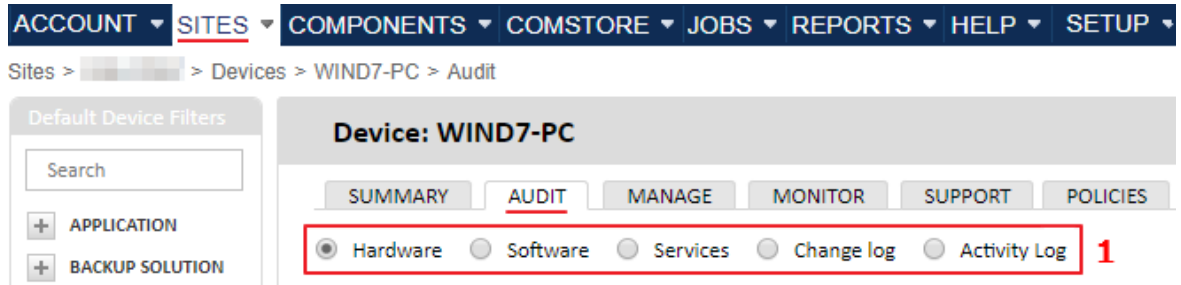 ACCOUNT SITES COMPONENTS COMSTORE JOBS REPORTS HELP SETUP
Sites > > Devices > WIND7-PC > Audit
Default Device Filters
Search
+ APPLICATION
+ BACKUP SOLUTION
Device: WIND7-PC
SUMMARY AUDIT MANAGE MONITOR SUPPORT POLICIES
Hardware Software Services Change log Activity Log 1